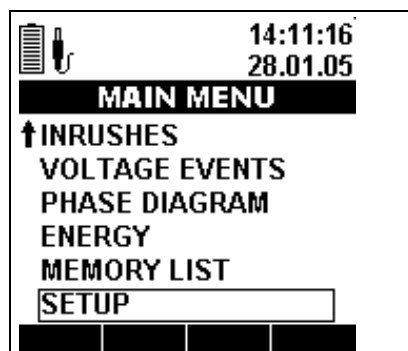 14:11:16
28.01.05
MAIN MENU
INRUSHES
VOLTAGE EVENTS
PHASE DIAGRAM
ENERGY
MEMORY LIST
SETUP